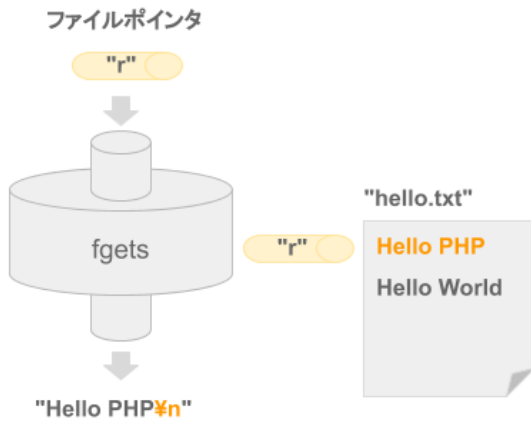 ファイルポインタ
"r"
fgets
"r"
"hello.txt"
Hello PHP
Hello World
"Hello PHP¥n"